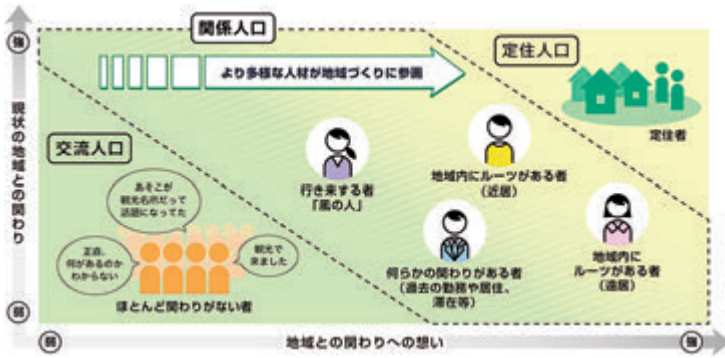 強
現状の地域との関わり
弱
関係人口
より多様な人材が地域づくりに参画
定住人口
定住者
交流人口
あそこが
観光名所だって
話題になってた
正直、
何があるのか
わからない
観光で
来ました
ほとんど関わりがない者
行き来する者
「風の人」
地域内にルーツがある者
(近居)
何らかの関わりがある者
(過去の勤務や居住、
滞在等)
地域内に
ルーツがある者
(遠居)
弱
地域との関わりへの想い
強